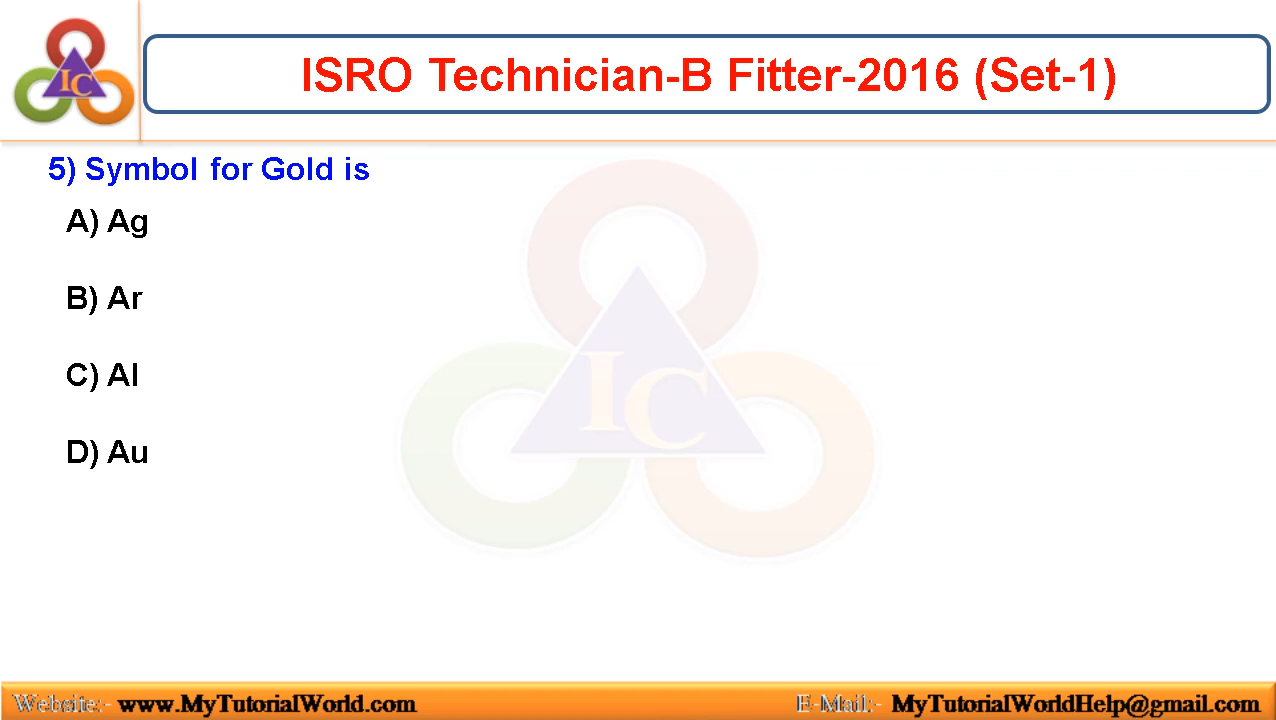 IC
ISRO Technician-B Fitter-2016 (Set-1)
5) Symbol for Gold is
A) Ag
B) Ar
C) Al
D) Au
IC
Website:- www.MyTutorialWorld.com
E-Mail:- MyTutorialWorldHelp@gmail.com